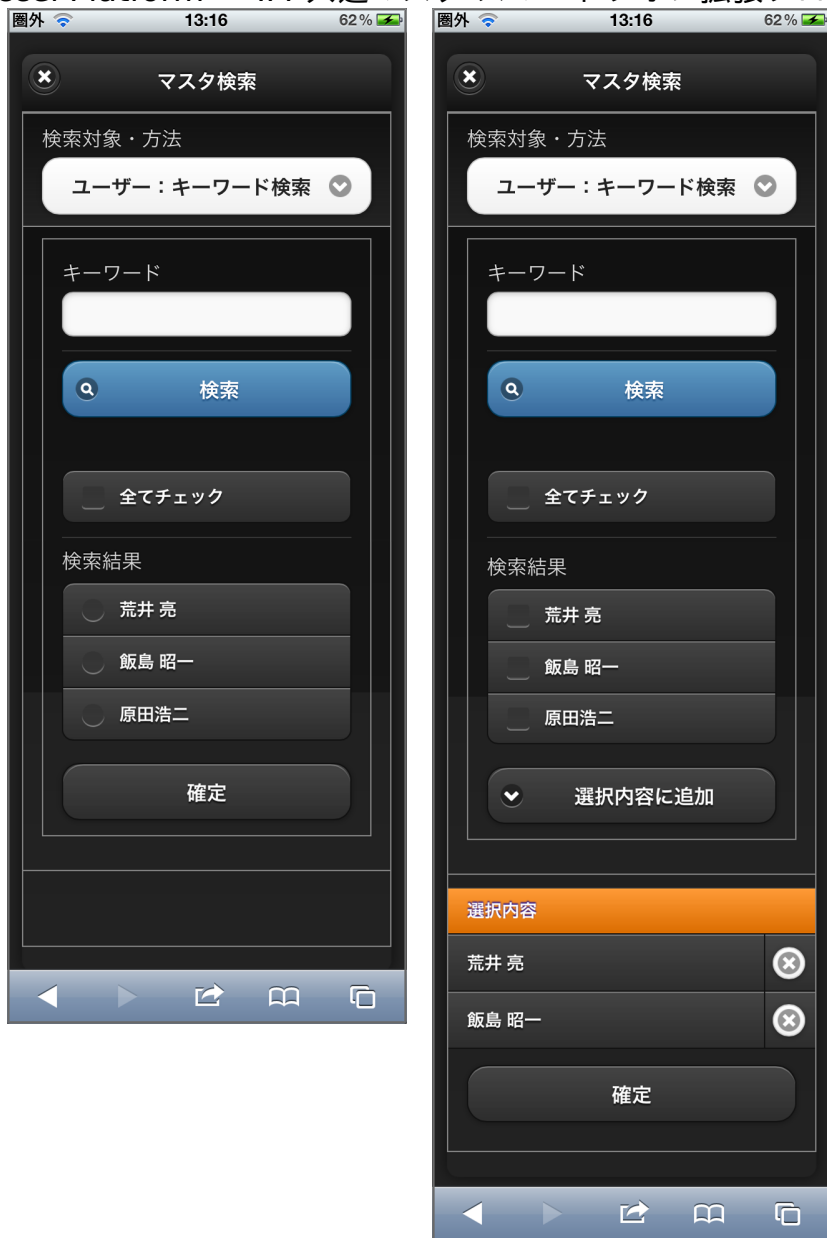 圏外 13:16 62%
マスタ検索
検索対象・方法
ユーザー：キーワード検索
キーワード
検索
全てチェック
検索結果
荒井 亮
飯島 昭一
原田浩二
確定
圏外 13:16 62%
マスタ検索
検索対象・方法
ユーザー：キーワード検索
キーワード
検索
全てチェック
検索結果
荒井 亮
飯島 昭一
原田浩二
選択内容に追加
選択内容
荒井 亮
飯島 昭一
確定